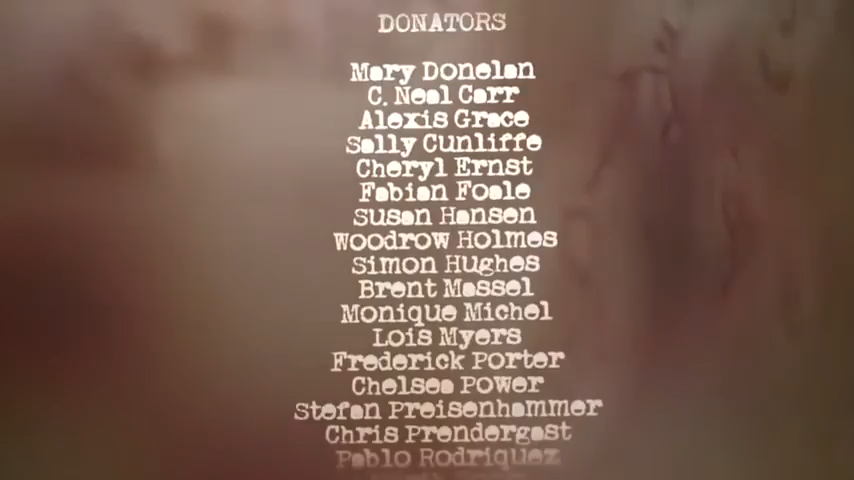 DONATORS
Mary Donelan
C. Neal Carr
Alexis Grace
Sally Cunliffe
Cheryl Ernst
Fabian Foale
Susan Hansen
Woodrow Holmes
Simon Hughes
Brent Massel
Monique Michel
Lois Myers
Frederick Porter
Chelsea Power
Stefan Preisenhammer
Chris Prendergast
Pablo Rodriquez